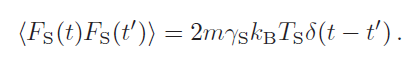 ⟨F_S(t)F_S(t′)⟩ = 2mγ_S k_B T_S δ(t − t′) .